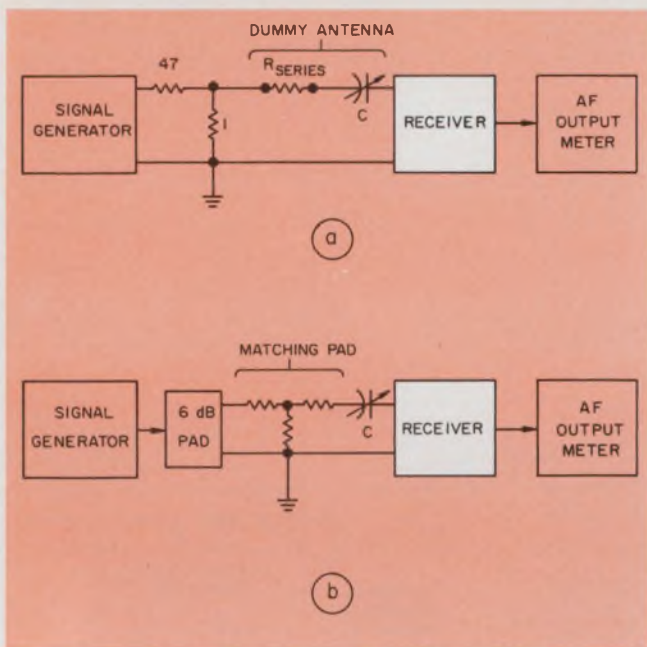 DUMMY ANTENNA
47
RSERIES
SIGNAL
GENERATOR
1
C
RECEIVER
AF
OUTPUT
METER
a
MATCHING PAD
SIGNAL
GENERATOR
6 dB
PAD
C
RECEIVER
AF
OUTPUT
METER
b